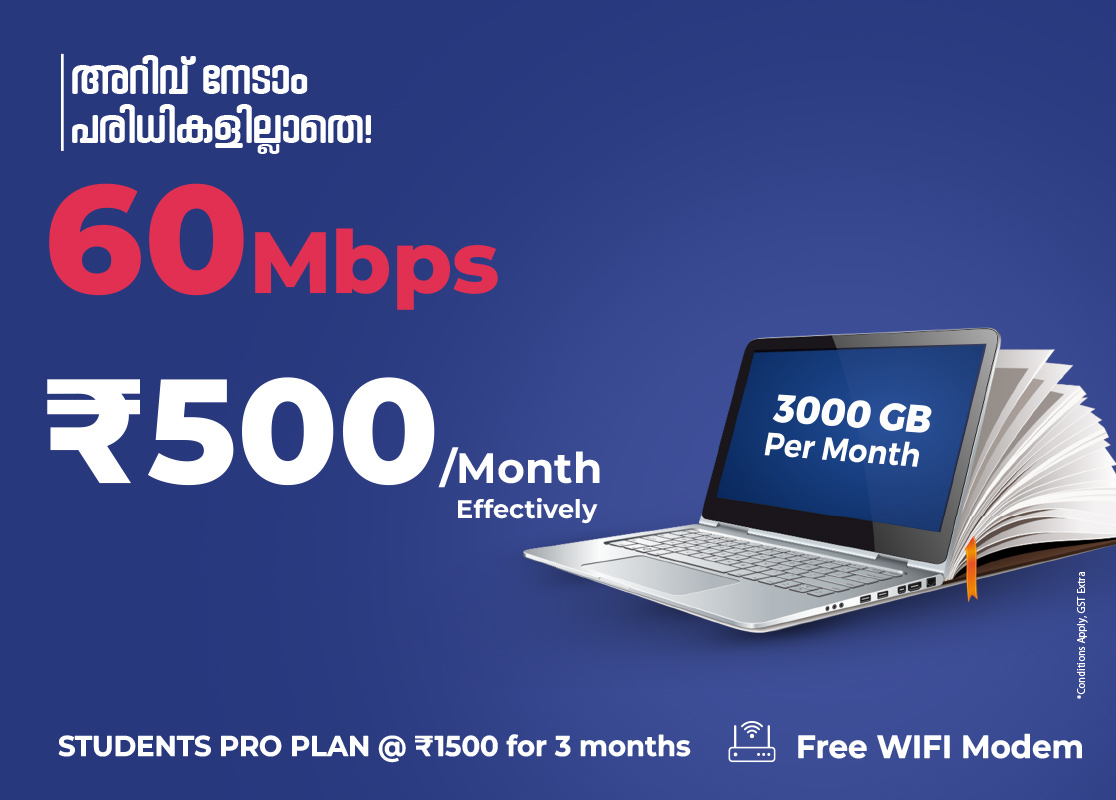 അറിവ് നേടാം
പരിധികളില്ലാതെ!
60Mbps
₹500/Month
Effectively
3000 GB
Per Month
*Conditions Apply, GST Extra
STUDENTS PRO PLAN @ ₹1500 for 3 months
Free WIFI Modem